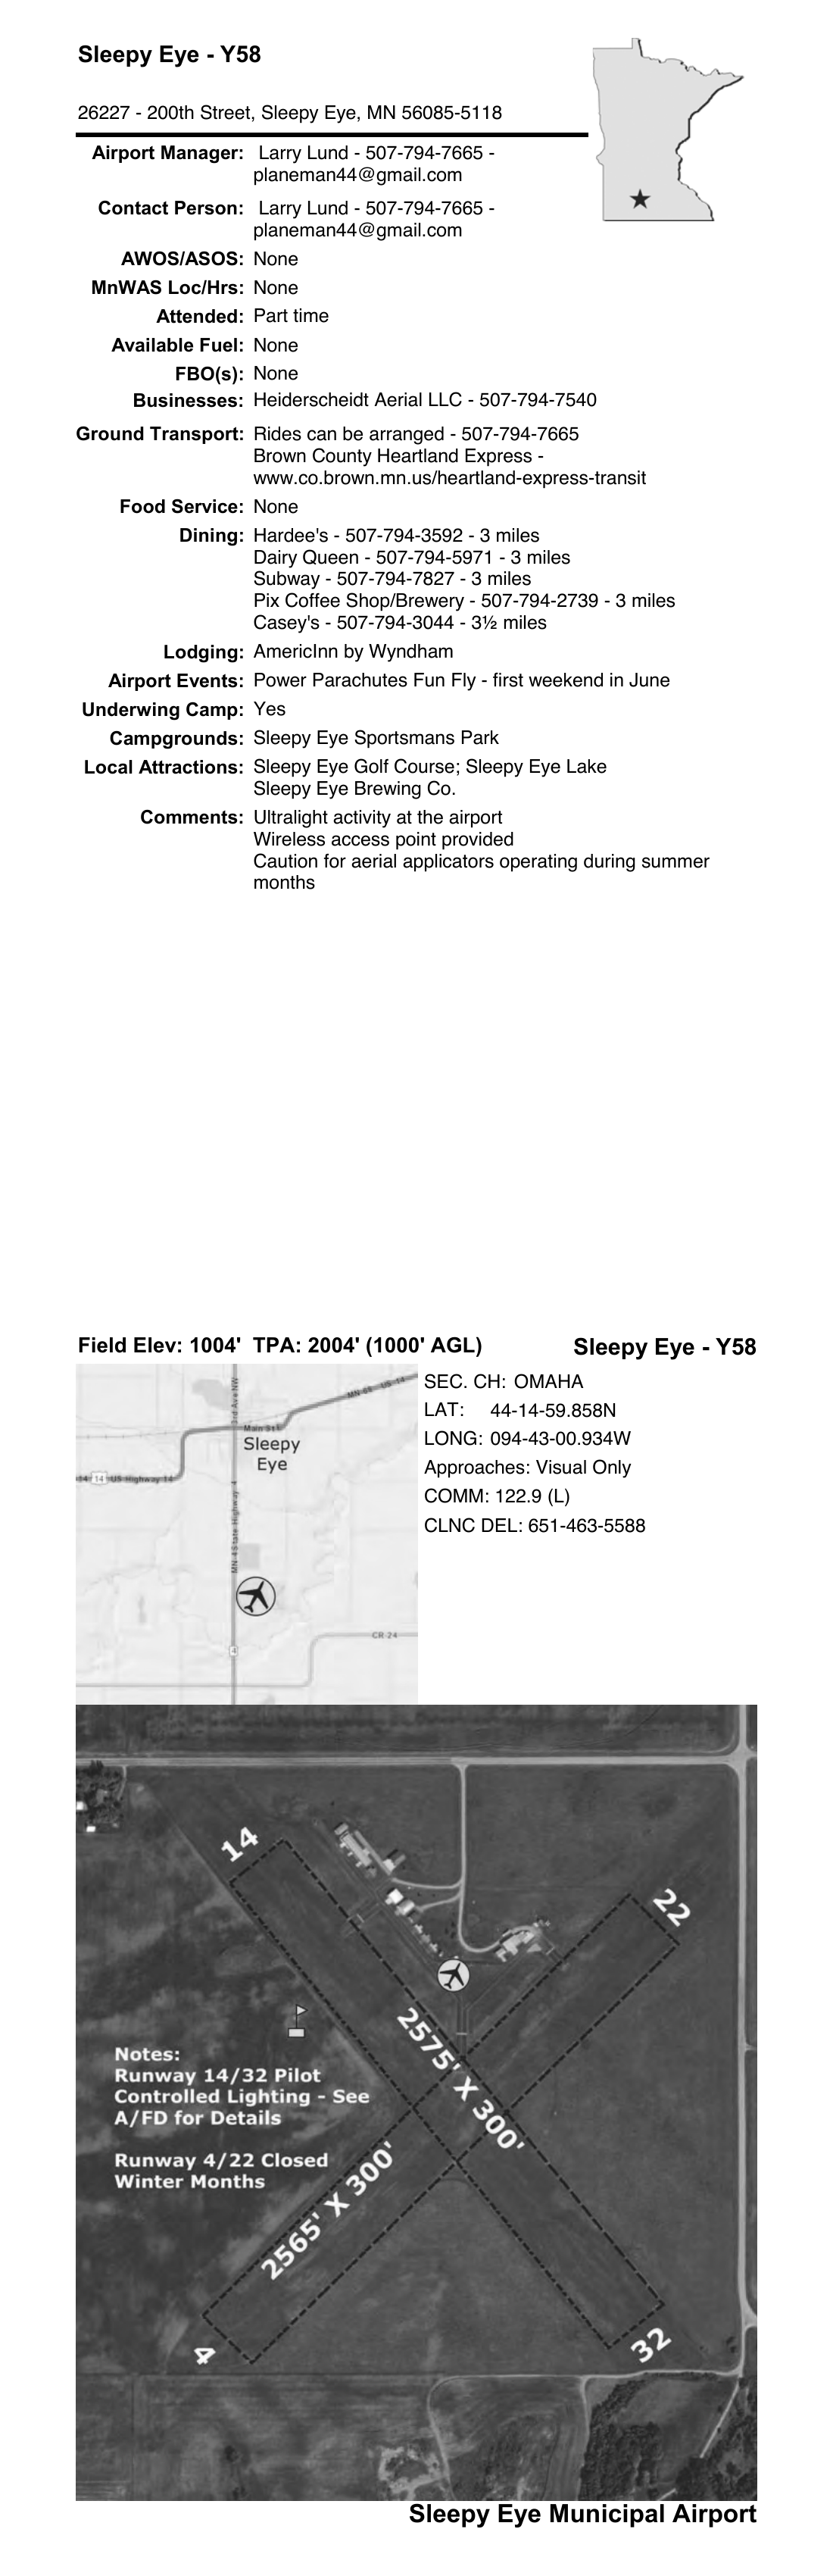 Sleepy Eye - Y58
26227 - 200th Street, Sleepy Eye, MN 56085-5118
Airport Manager: Larry Lund - 507-794-7665 -
planeman44@gmail.com
Contact Person: Larry Lund - 507-794-7665 -
planeman44@gmail.com
AWOS/ASOS: None
MnWAS Loc/Hrs: None
Attended: Part time
Available Fuel: None
FBO(s): None
Businesses: Heiderscheidt Aerial LLC - 507-794-7540
Ground Transport: Rides can be arranged - 507-794-7665
Brown County Heartland Express -
www.co.brown.mn.us/heartland-express-transit
Food Service: None
Dining: Hardee's - 507-794-3592 - 3 miles
Dairy Queen - 507-794-5971 - 3 miles
Subway - 507-794-7827 - 3 miles
Pix Coffee Shop/Brewery - 507-794-2739 - 3 miles
Casey's - 507-794-3044 - 3½ miles
Lodging: AmericInn by Wyndham
Airport Events: Power Parachutes Fun Fly - first weekend in June
Underwing Camp: Yes
Campgrounds: Sleepy Eye Sportsmans Park
Local Attractions: Sleepy Eye Golf Course; Sleepy Eye Lake
Sleepy Eye Brewing Co.
Comments: Ultralight activity at the airport
Wireless access point provided
Caution for aerial applicators operating during summer
months
Field Elev: 1004' TPA: 2004' (1000' AGL)
Sleepy Eye - Y58
SEC. CH: OMAHA
LAT: 44-14-59.858N
LONG: 094-43-00.934W
Approaches: Visual Only
COMM: 122.9 (L)
CLNC DEL: 651-463-5588
3rd Ave NW
US 14
Main St
Sleepy
Eye
14
US Highway 14
MN 4
State Highway 4
4
CR 24
14
22
2575' X 300'
Notes:
Runway 14/32 Pilot
Controlled Lighting - See
A/FD for Details
Runway 4/22 Closed
Winter Months
2565' X 300'
4
32
Sleepy Eye Municipal Airport